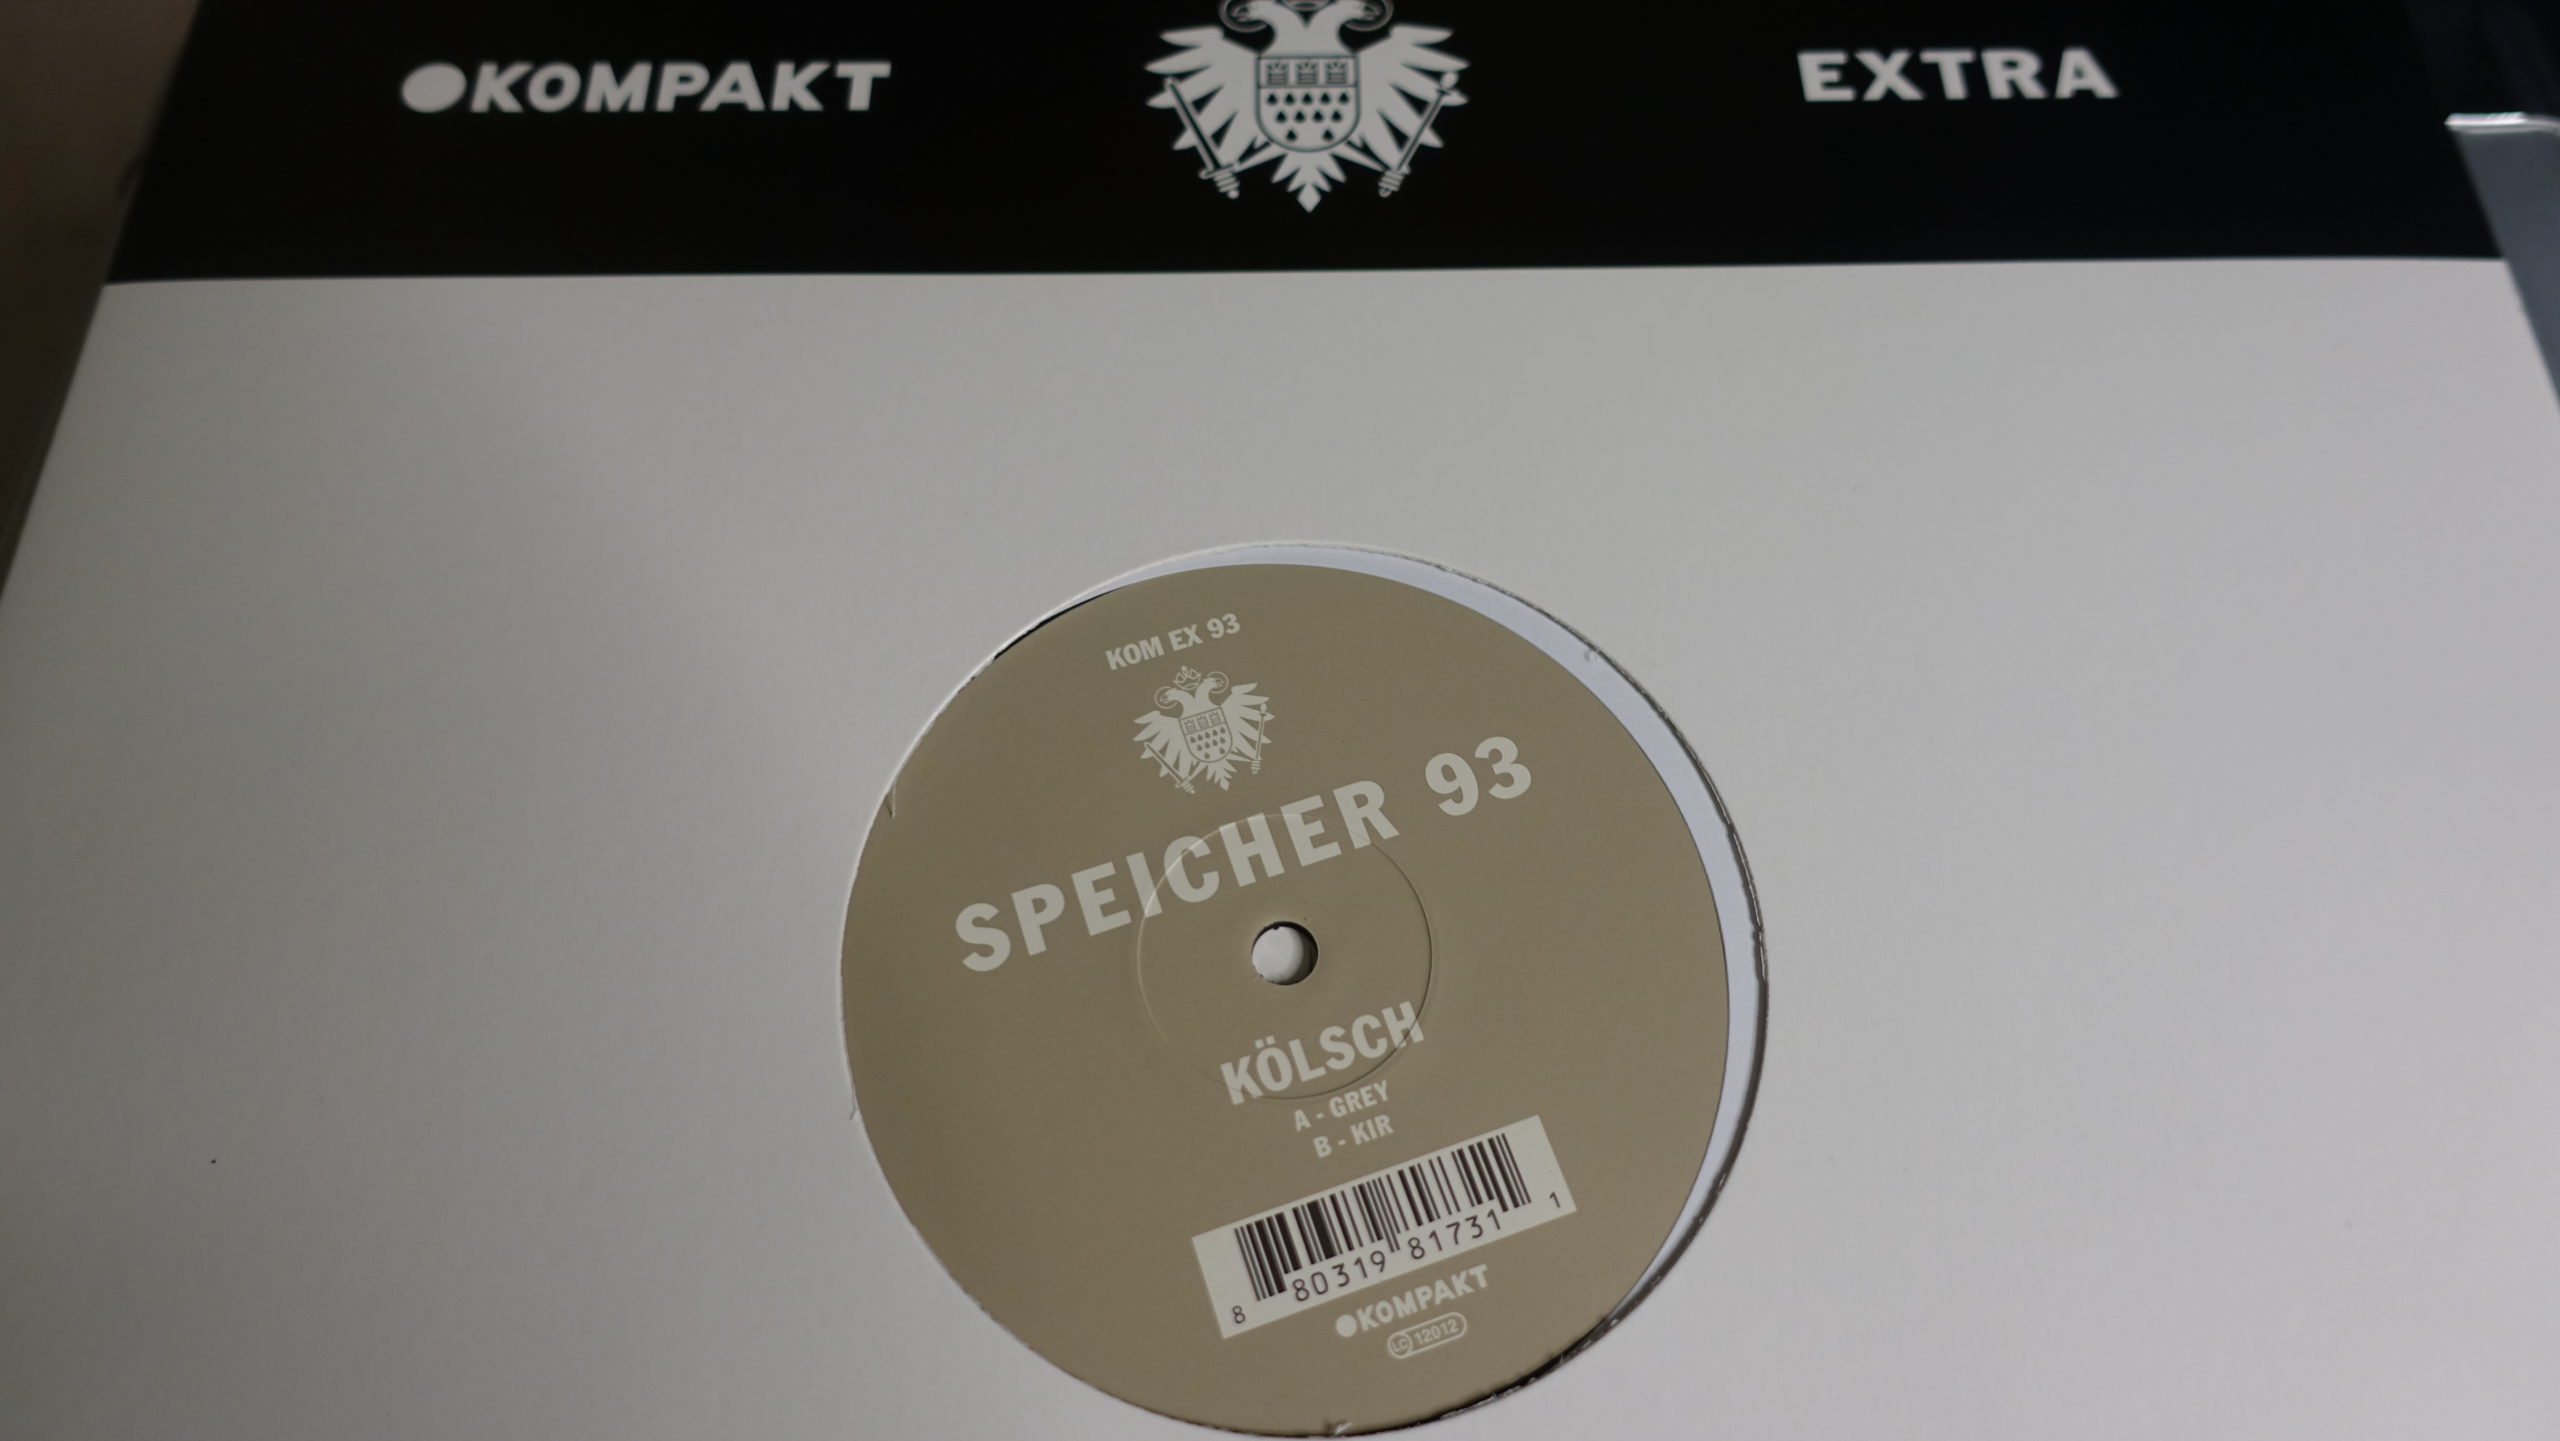 KOMPAKT EXTRA
KOM EX 93
SPEICHER 93
KÖLSCH
A - GREY
B - KIR
8 80319 81731 1
KOMPAKT
LC 12012